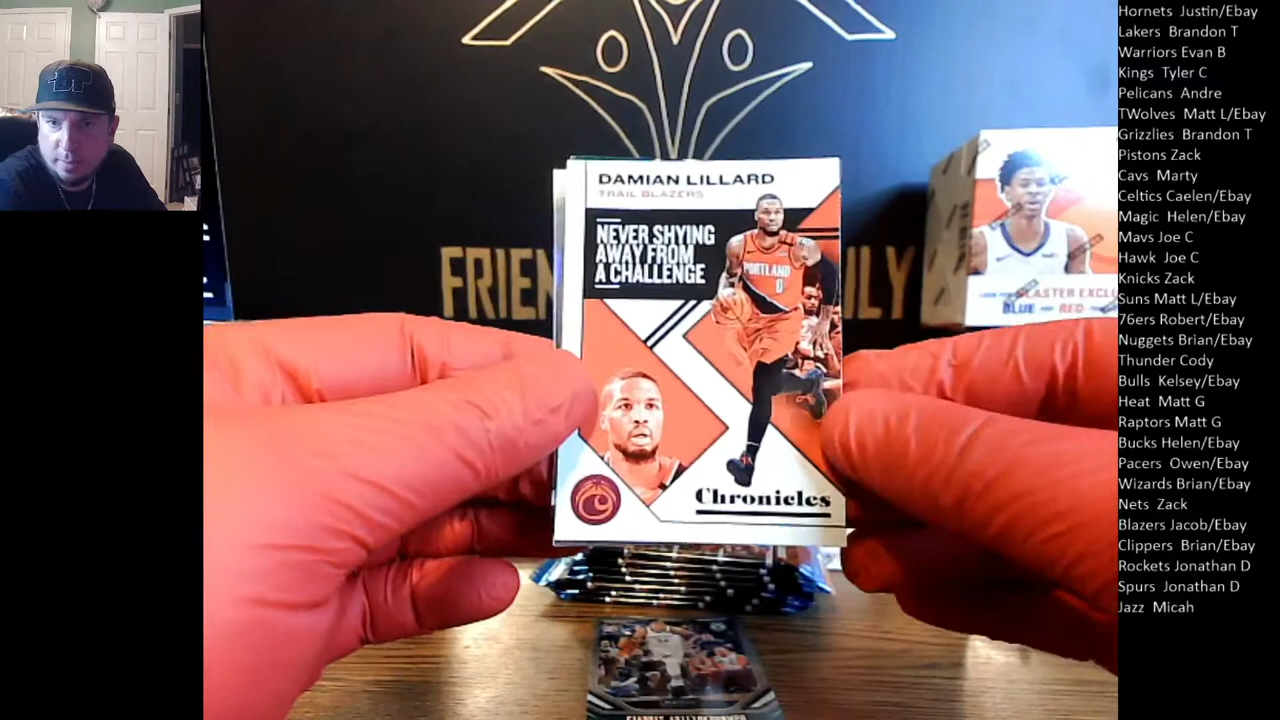 DAMIAN LILLARD
TRAIL BLAZERS
NEVER SHYING
AWAY FROM
A CHALLENGE
PORTLAND
0
Chronicles
FRIEN
ILY
BLUE
RED
Hornets Justin/Ebay
Lakers Brandon T
Warriors Evan B
Kings Tyler C
Pelicans Andre
TWolves Matt L/Ebay
Grizzlies Brandon T
Pistons Zack
Cavs Marty
Celtics Caelen/Ebay
Magic Helen/Ebay
Mavs Joe C
Hawk Joe C
Knicks Zack
Suns Matt L/Ebay
76ers Robert/Ebay
Nuggets Brian/Ebay
Thunder Cody
Bulls Kelsey/Ebay
Heat Matt G
Raptors Matt G
Bucks Helen/Ebay
Pacers Owen/Ebay
Wizards Brian/Ebay
Nets Zack
Blazers Jacob/Ebay
Clippers Brian/Ebay
Rockets Jonathan D
Spurs Jonathan D
Jazz Micah